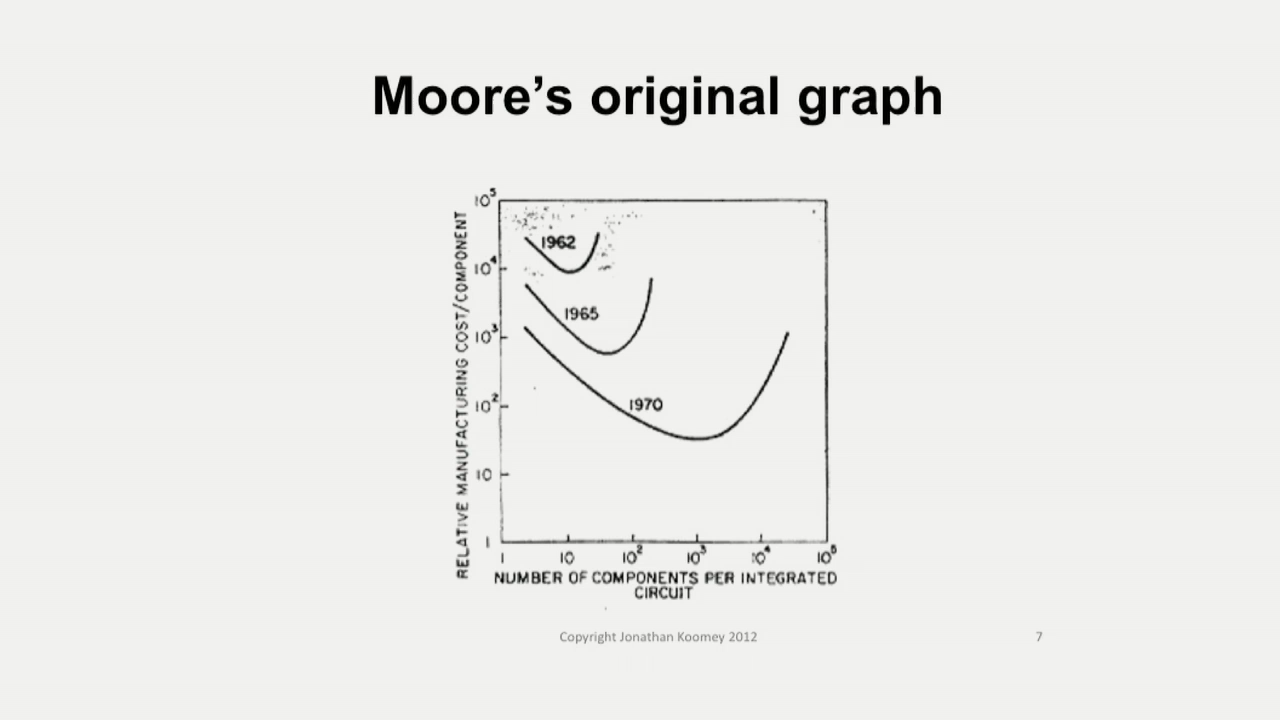 Moore’s original graph
RELATIVE MANUFACTURING COST/COMPONENT
10⁵
10⁴
10³
10²
10
1
1962
1965
1970
1 10 10² 10³ 10⁴ 10⁵
NUMBER OF COMPONENTS PER INTEGRATED
CIRCUIT
Copyright Jonathan Koomey 2012
7